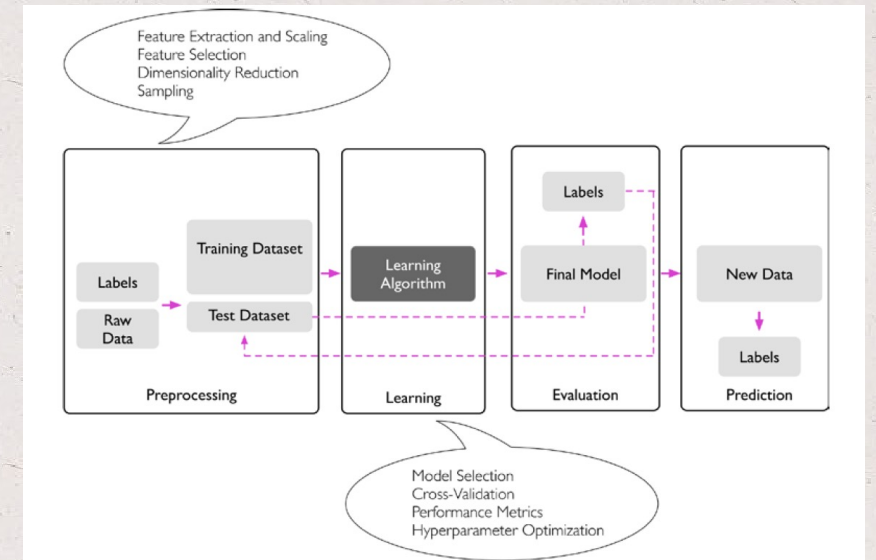 Feature Extraction and Scaling
Feature Selection
Dimensionality Reduction
Sampling
Labels
Raw
Data
Training Dataset
Test Dataset
Preprocessing
Learning
Algorithm
Learning
Labels
Final Model
Evaluation
New Data
Labels
Prediction
Model Selection
Cross-Validation
Performance Metrics
Hyperparameter Optimization